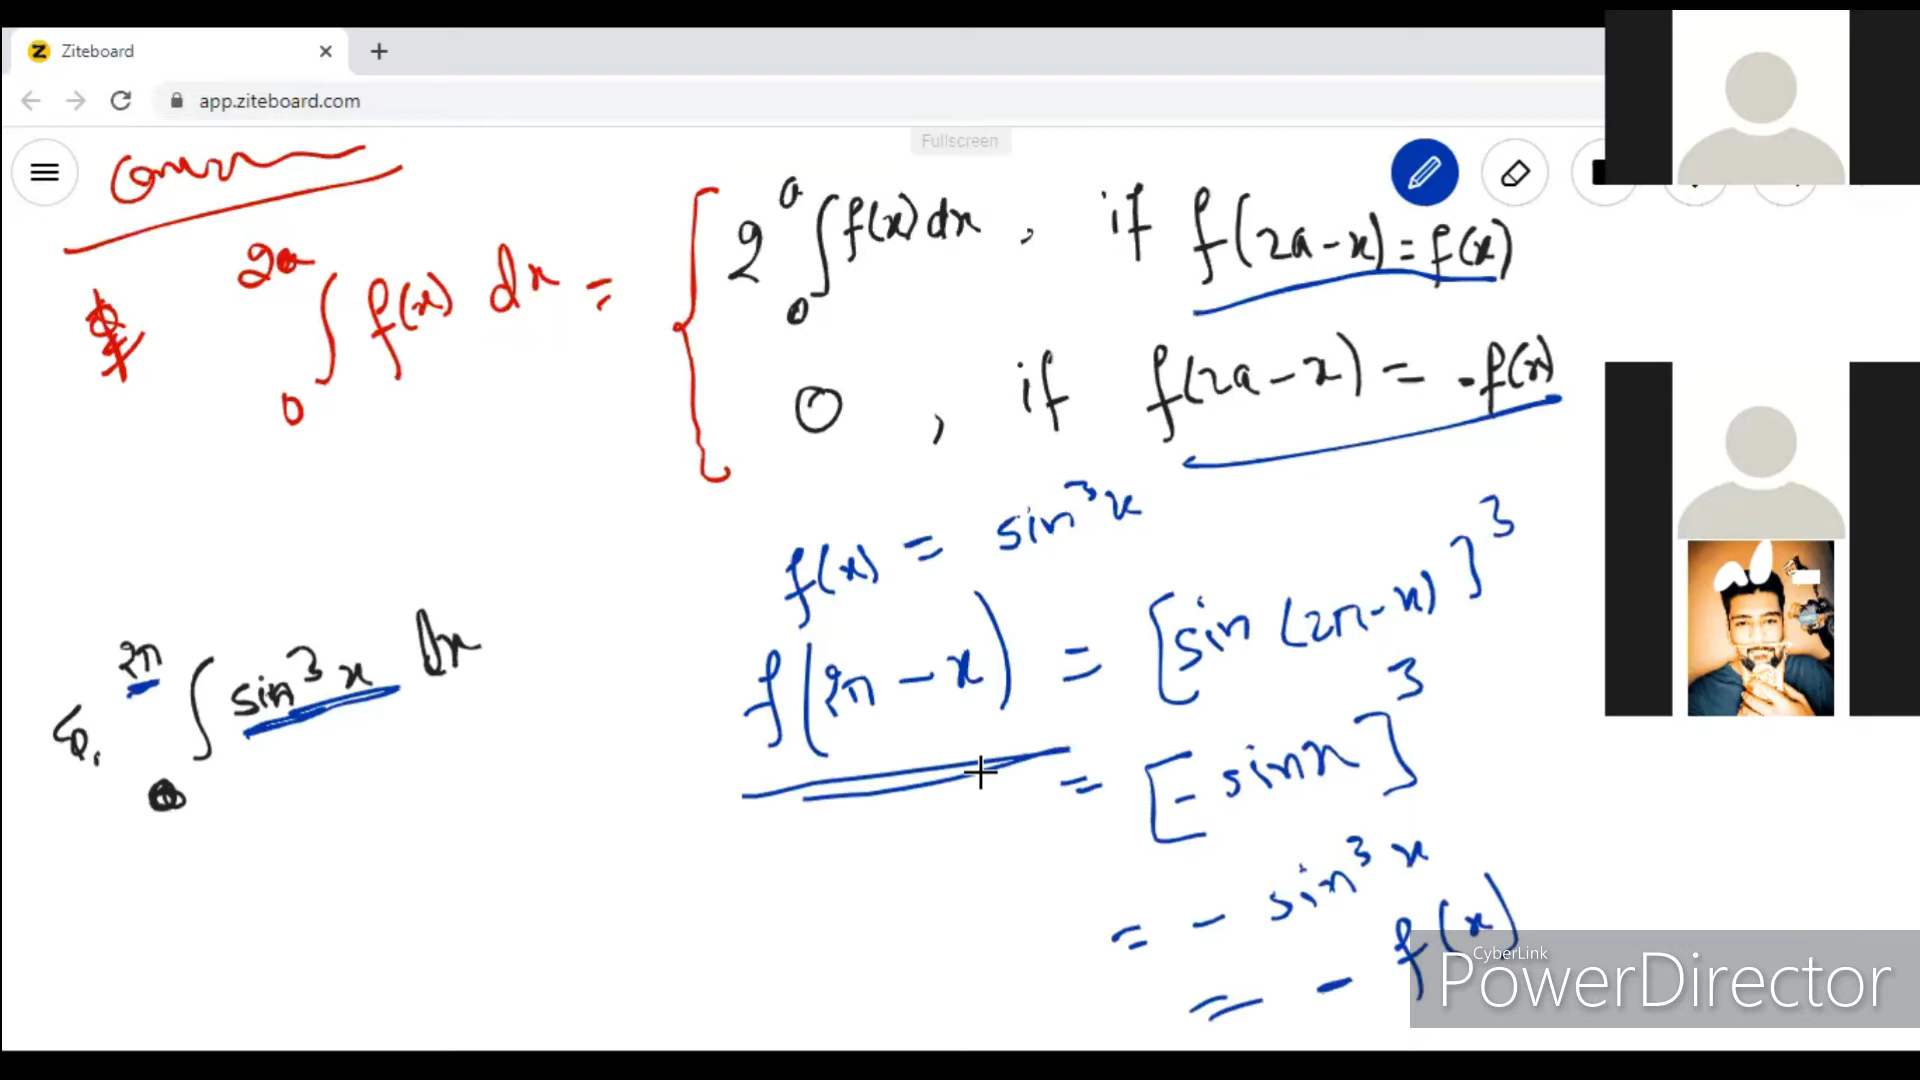 Ziteboard
app.ziteboard.com
Fullscreen
2a∫0 f(x) dx = { 2 a∫0 f(x) dx , if f(2a-x) = f(x)
0 , if f(2a-x) = -f(x)
f(x) = sin³x
2π∫0 sin³x dx
f(2π-x) = [sin(2π-x)]³
= [-sinx]³
= - sin³x
= - f(x)
CyberLink
PowerDirector